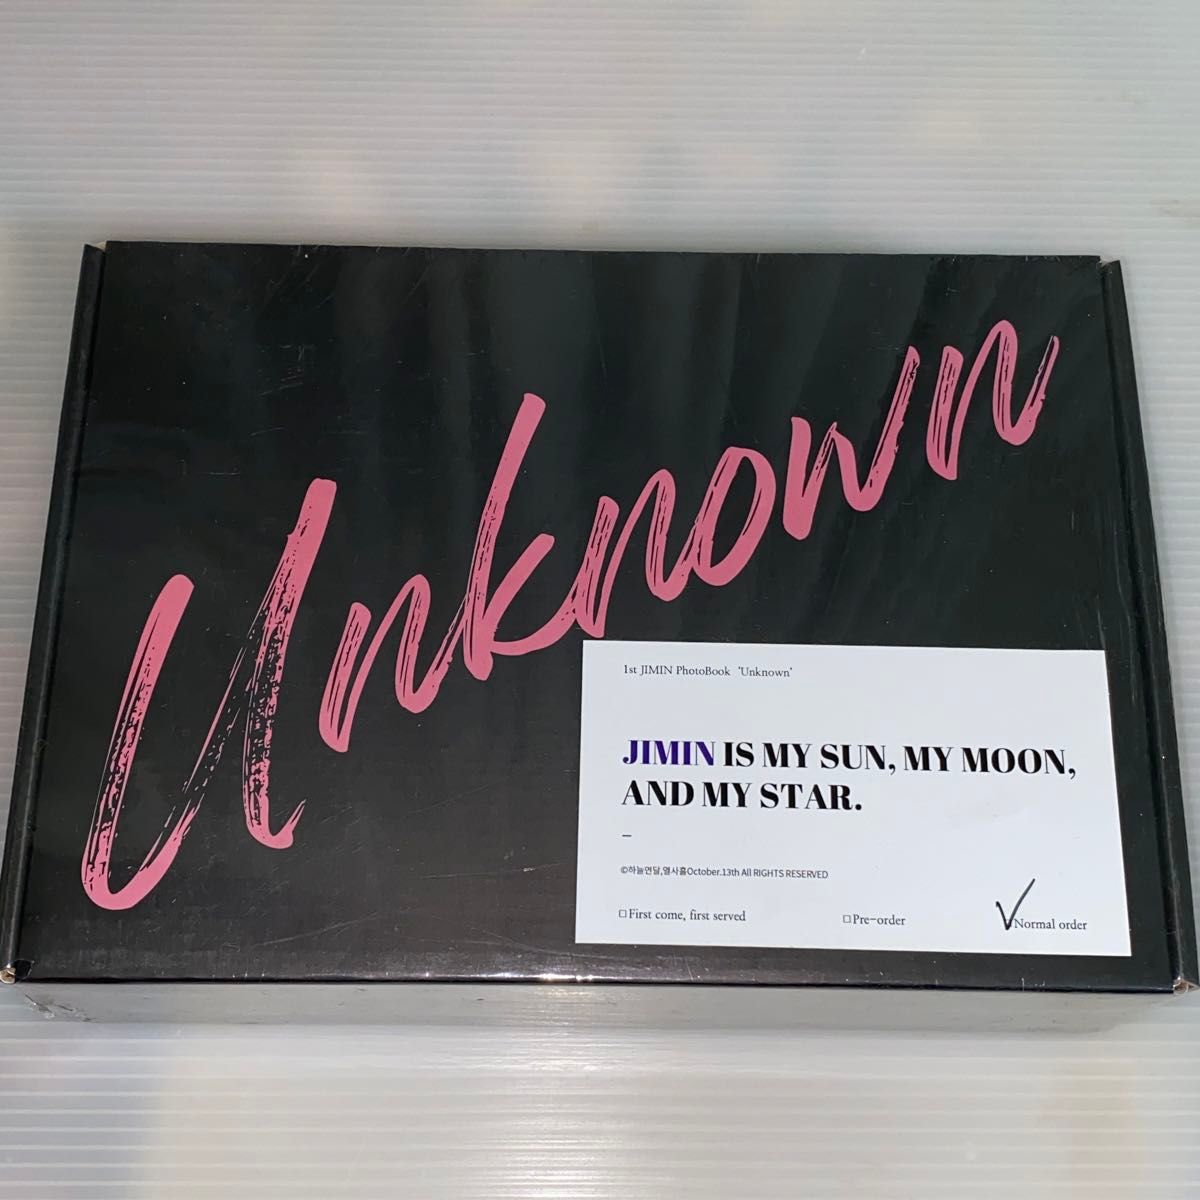 Unknown
1st JIMIN PhotoBook 'Unknown'
JIMIN IS MY SUN, MY MOON,
AND MY STAR.
–
©하늘연달,열사흘October.13th All RIGHTS RESERVED
□First come, first served □Pre-order □Normal order